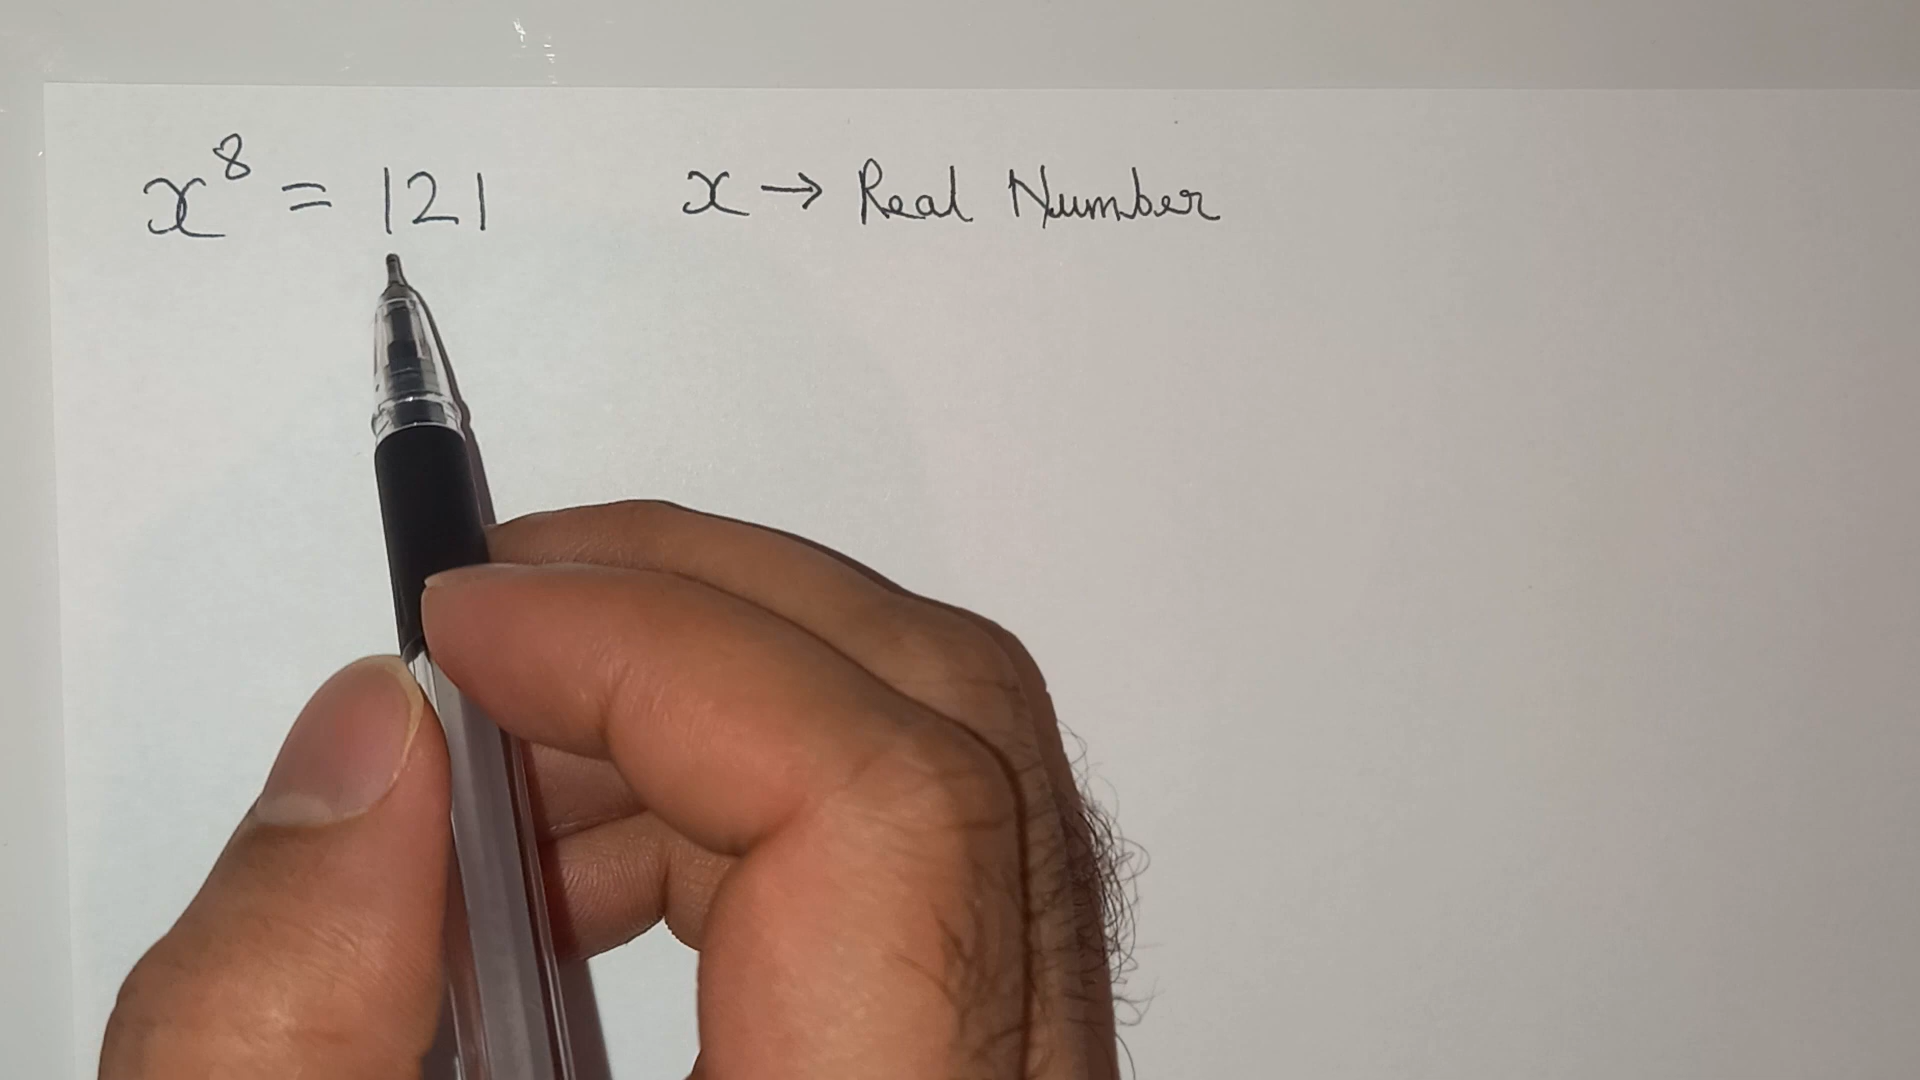 x⁸ = 121 x → Real Number